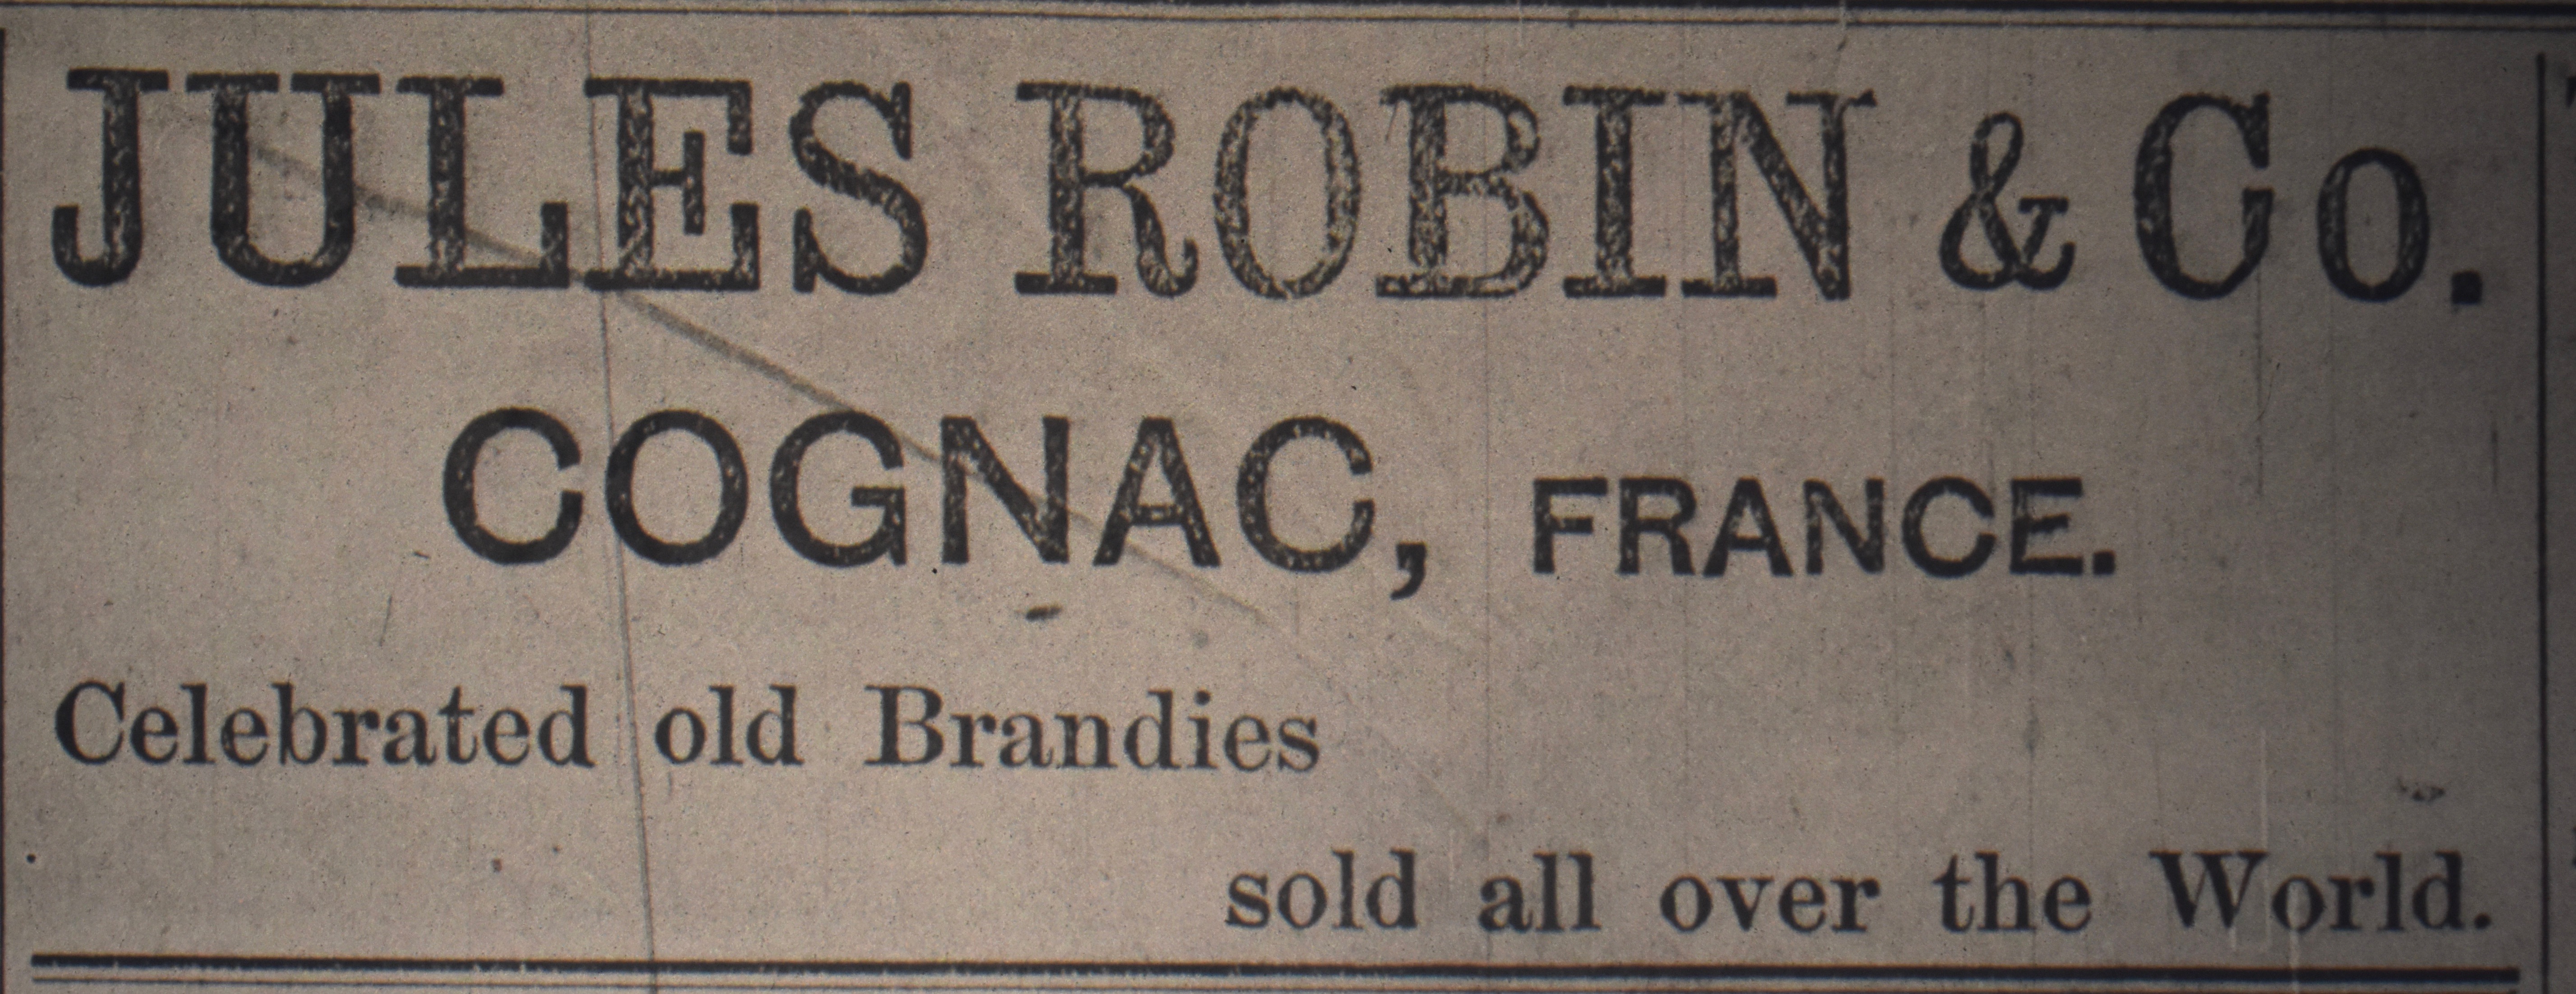 JULES ROBIN & Co.
COGNAC, FRANCE.
Celebrated old Brandies
sold all over the World.